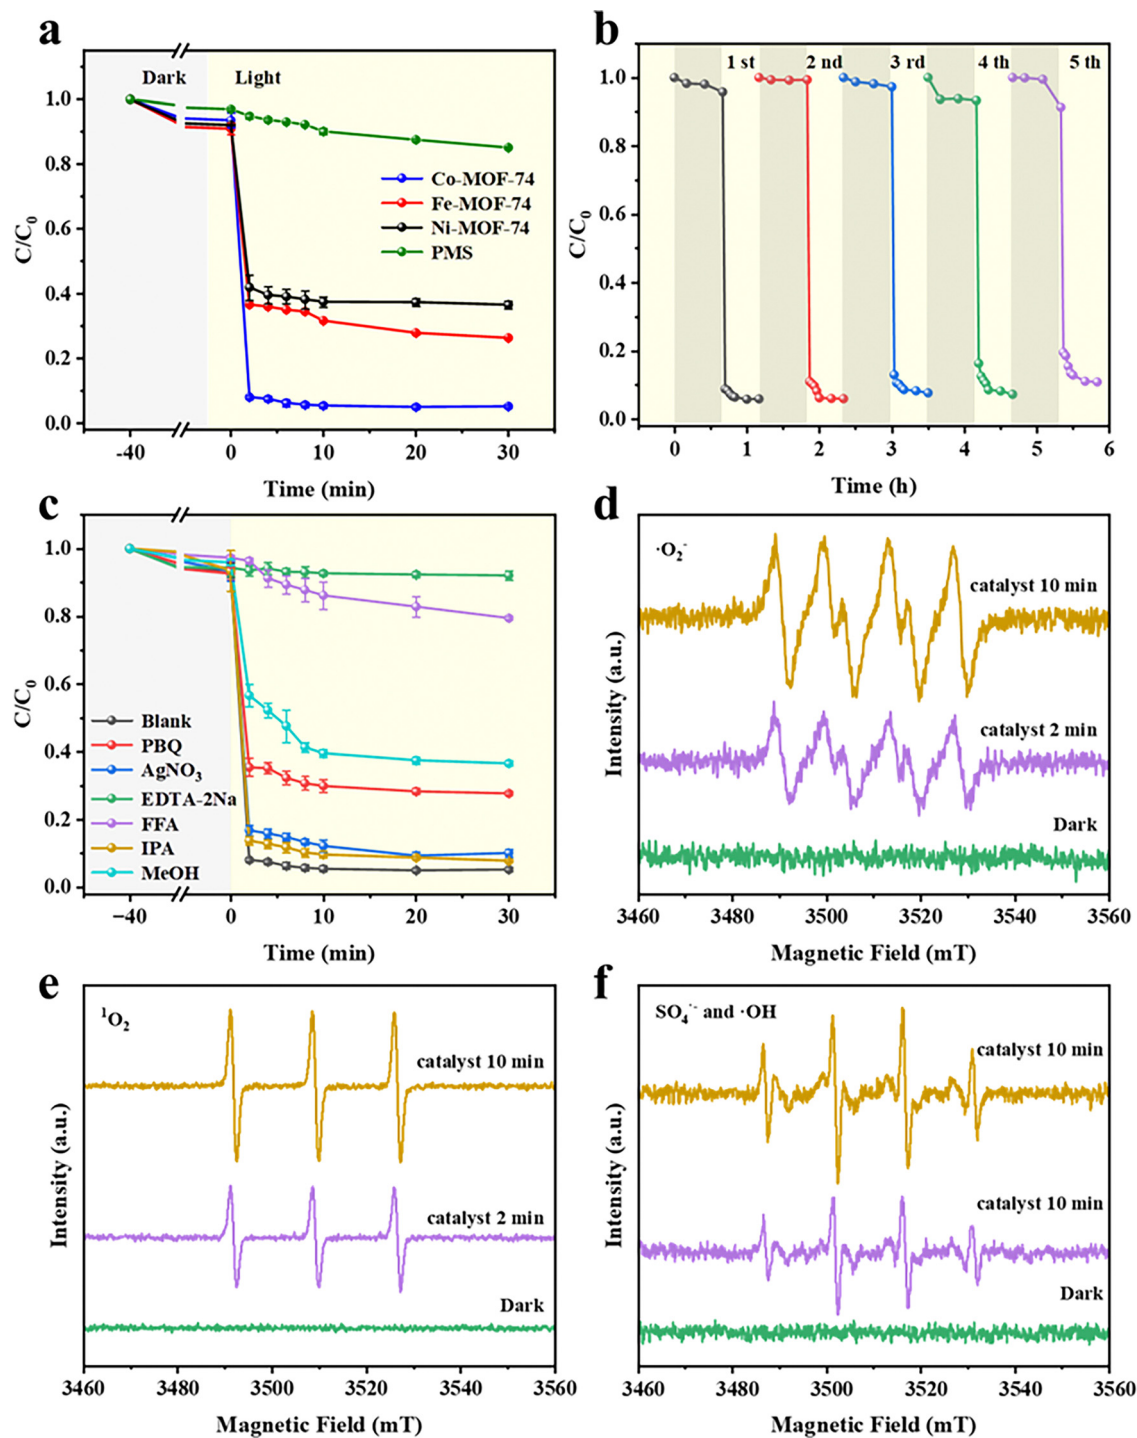 a
Dark
Light
1.0
0.8
0.6
0.4
0.2
0.0
C/C0
Co-MOF-74
Fe-MOF-74
Ni-MOF-74
PMS
-40
0
10
20
30
Time (min)
b
1 st
2 nd
3 rd
4 th
5 th
1.0
0.8
0.6
0.4
0.2
0.0
C/C0
0
1
2
3
4
5
6
Time (h)
c
1.0
0.8
0.6
0.4
0.2
0.0
C/C0
Blank
PBQ
AgNO3
EDTA-2Na
FFA
IPA
MeOH
−40
0
10
20
30
Time (min)
d
·O2-
catalyst 10 min
catalyst 2 min
Dark
Intensity (a.u.)
3460
3480
3500
3520
3540
3560
Magnetic Field (mT)
e
1O2
catalyst 10 min
catalyst 2 min
Dark
Intensity (a.u.)
3460
3480
3500
3520
3540
3560
Magnetic Field (mT)
f
SO4·- and ·OH
catalyst 10 min
catalyst 10 min
Dark
Intensity (a.u.)
3460
3480
3500
3520
3540
3560
Magnetic Field (mT)